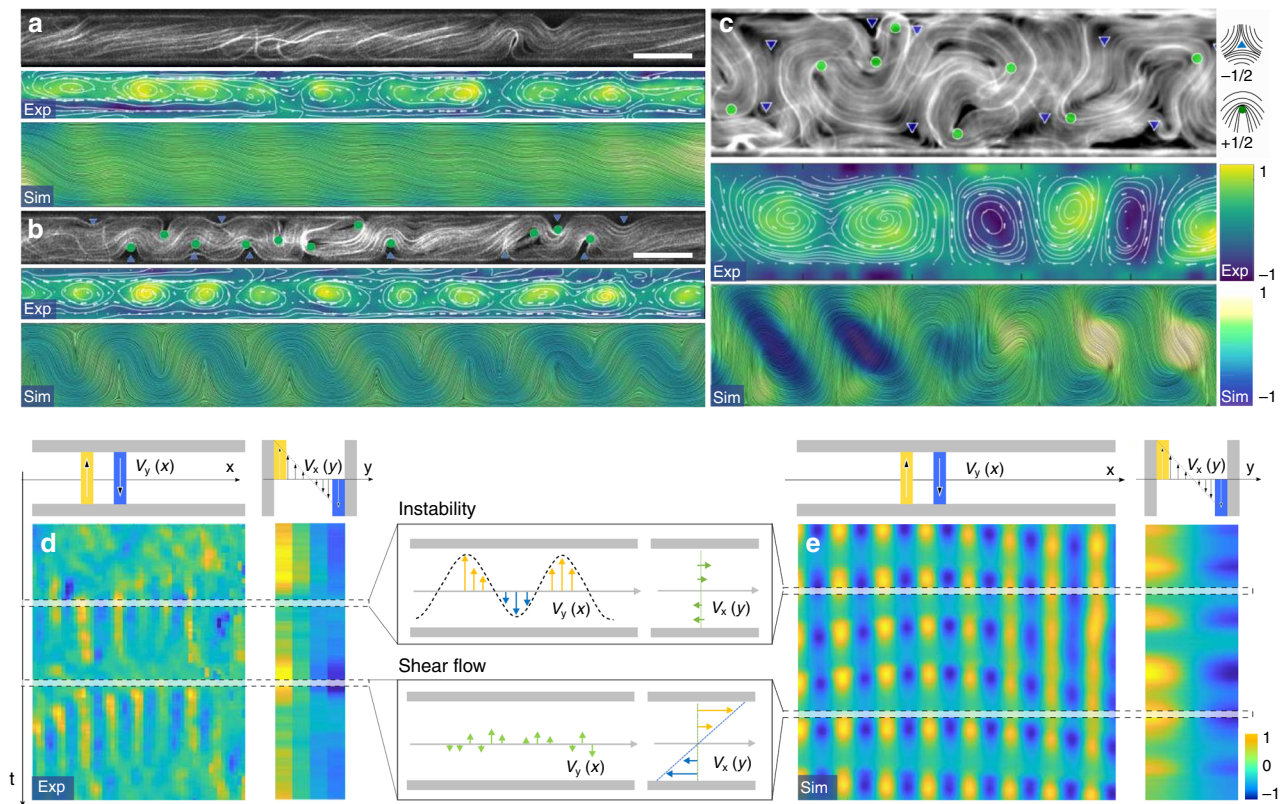 a
Exp
Sim
b
Exp
Sim
c
−1/2
+1/2
1
Exp
−1
1
Sim
Sim
−1
Vy (x)
x
Vx (y)
y
d
Exp
t
Instability
Vy (x)
Vx (y)
Shear flow
Vy (x)
Vx (y)
Vy (x)
x
Vx (y)
y
e
Sim
1
0
−1